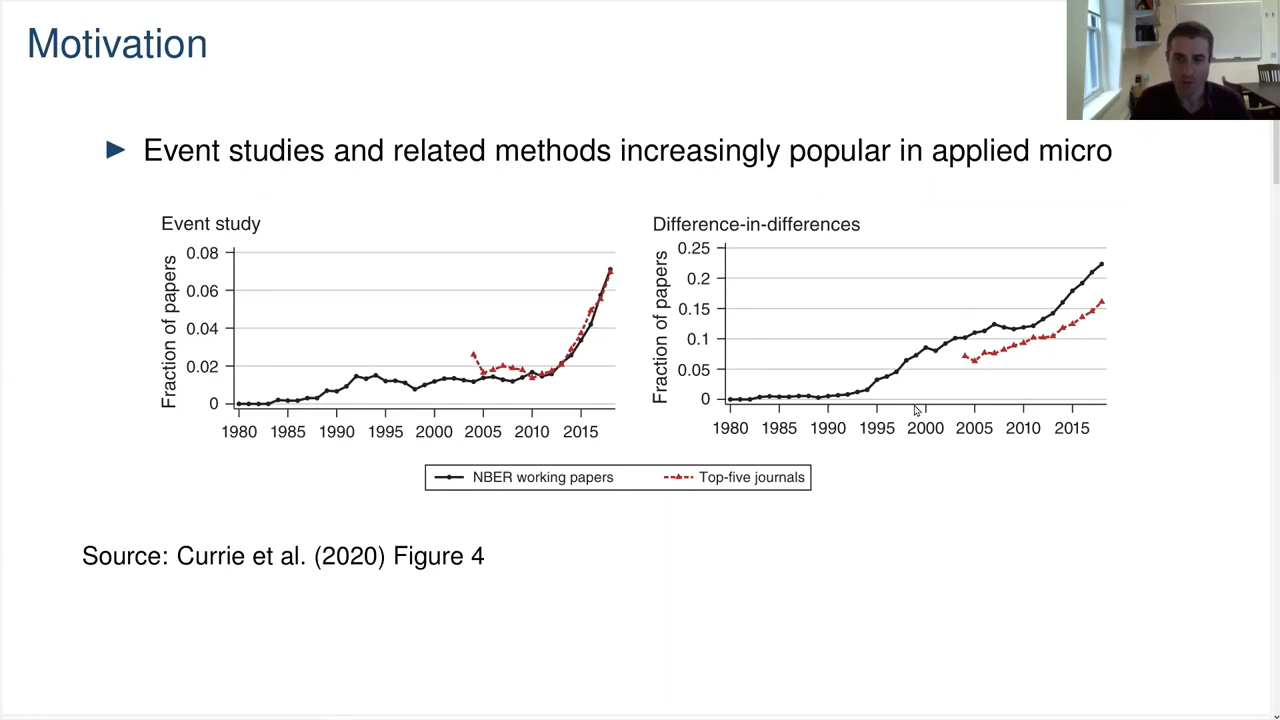 Motivation
Event studies and related methods increasingly popular in applied micro
Event study
Fraction of papers
0.08
0.06
0.04
0.02
0
1980 1985 1990 1995 2000 2005 2010 2015
Difference-in-differences
Fraction of papers
0.25
0.2
0.15
0.1
0.05
0
1980 1985 1990 1995 2000 2005 2010 2015
NBER working papers Top-five journals
Source: Currie et al. (2020) Figure 4